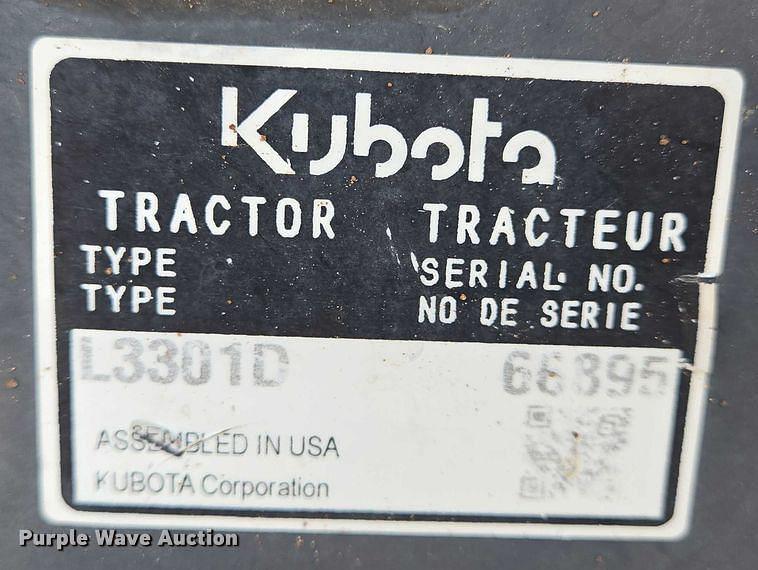 Kubota
TRACTOR TRACTEUR
TYPE SERIAL NO.
TYPE NO DE SERIE
L3301D 66895
ASSEMBLED IN USA
KUBOTA Corporation
Purple Wave Auction